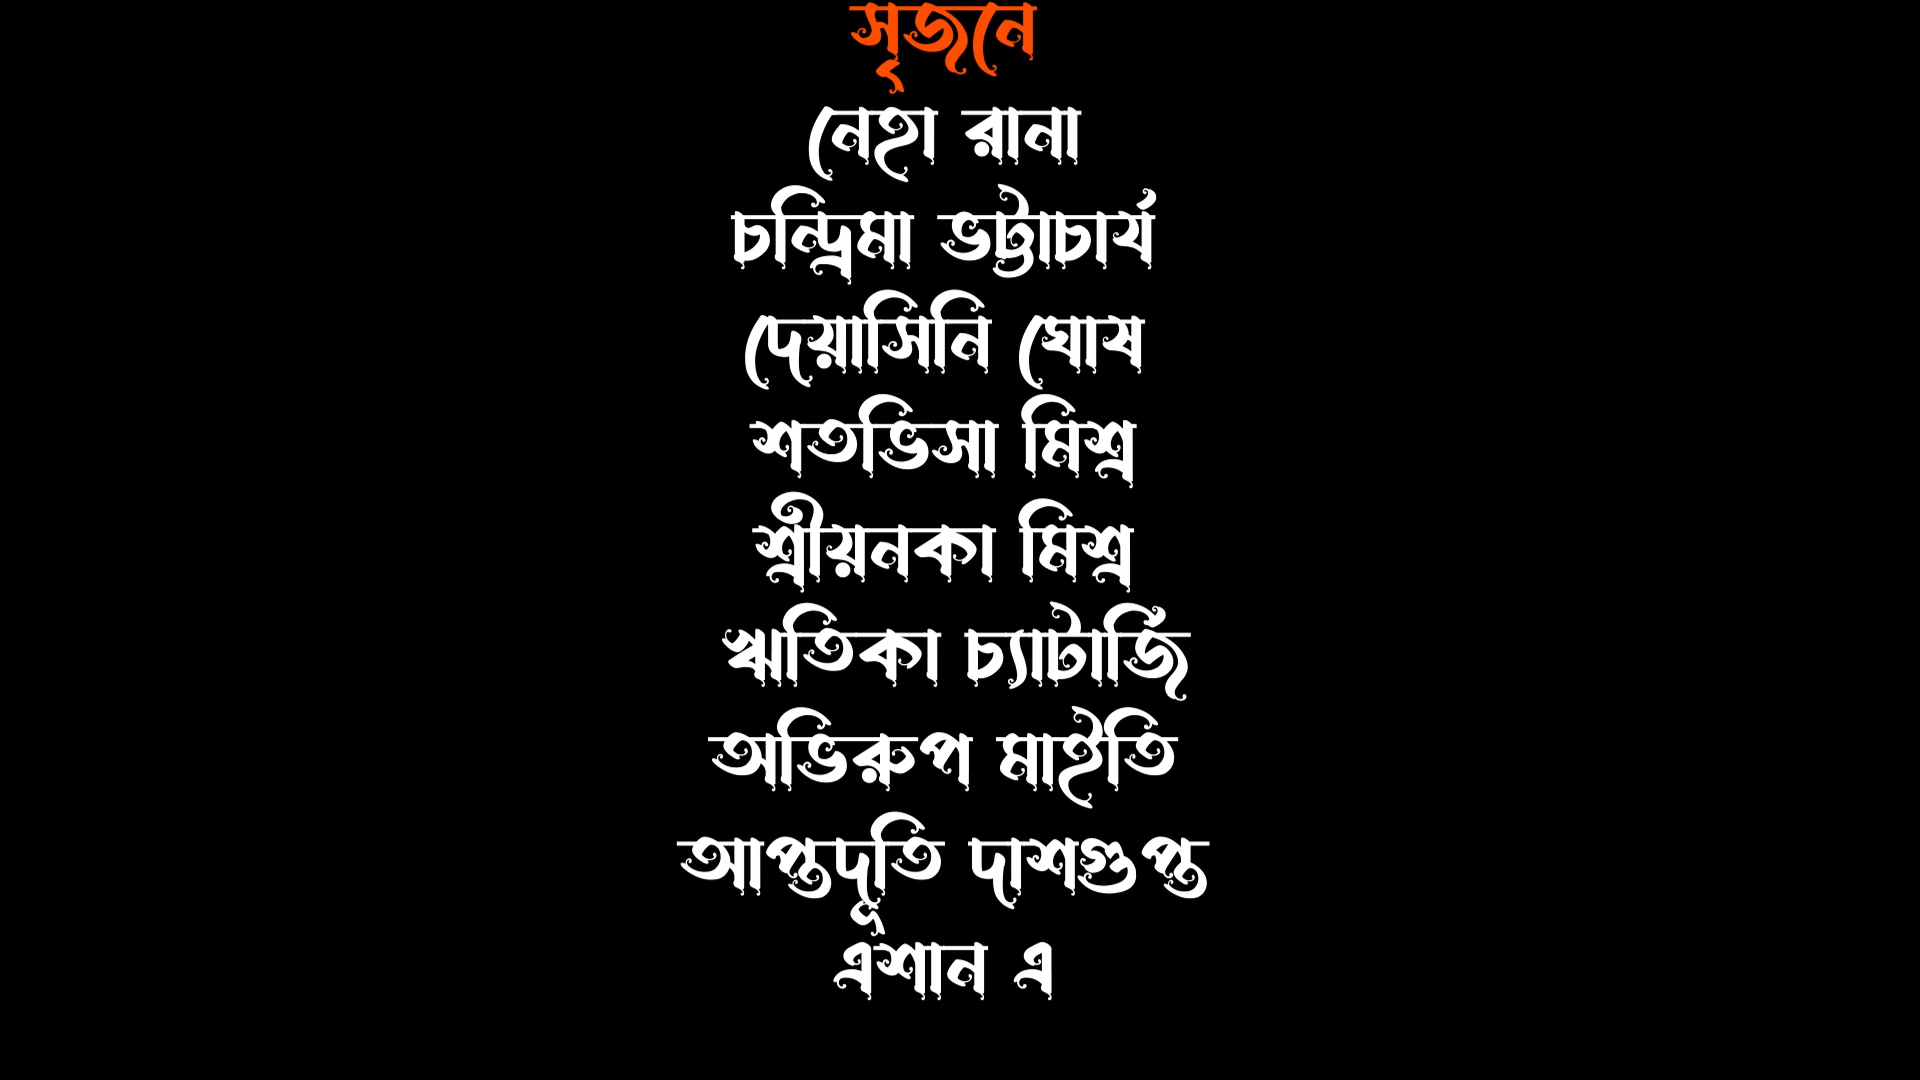 সৃজনে
নেহা রানা
চন্দ্রিমা ভট্টাচার্য
দেয়াসিনি ঘোষ
শতভিসা মিশ্র
শ্রীয়নকা মিশ্র
ঋতিকা চ্যাটার্জি
অভিরুপ মাইতি
আপ্তদূতি দাশগুপ্ত
এশান এ